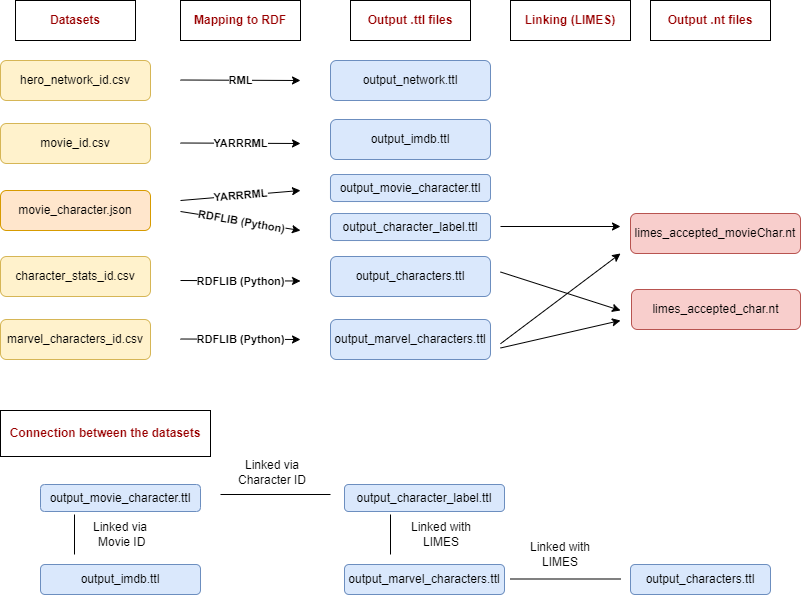 Datasets
Mapping to RDF
Output .ttl files
Linking (LIMES)
Output .nt files
hero_network_id.csv
RML
output_network.ttl
movie_id.csv
YARRRML
output_imdb.ttl
movie_character.json
YARRRML
output_movie_character.ttl
RDFLIB (Python)
output_character_label.ttl
limes_accepted_movieChar.nt
character_stats_id.csv
RDFLIB (Python)
output_characters.ttl
limes_accepted_char.nt
marvel_characters_id.csv
RDFLIB (Python)
output_marvel_characters.ttl
Connection between the datasets
output_movie_character.ttl
Linked via
Character ID
output_character_label.ttl
Linked via
Movie ID
Linked with
LIMES
output_imdb.ttl
output_marvel_characters.ttl
Linked with
LIMES
output_characters.ttl